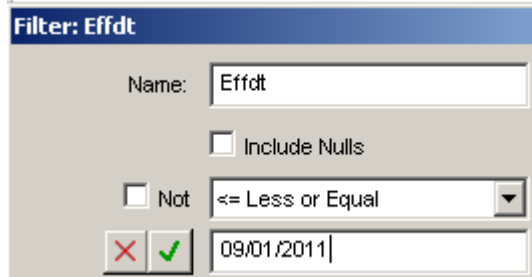 Filter: Effdt
Name: Effdt
Include Nulls
Not <= Less or Equal
09/01/2011